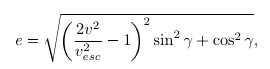 e = \sqrt{\left(\frac{2v^2}{v_{esc}^2} - 1\right)^2 \sin^2 \gamma + \cos^2 \gamma},